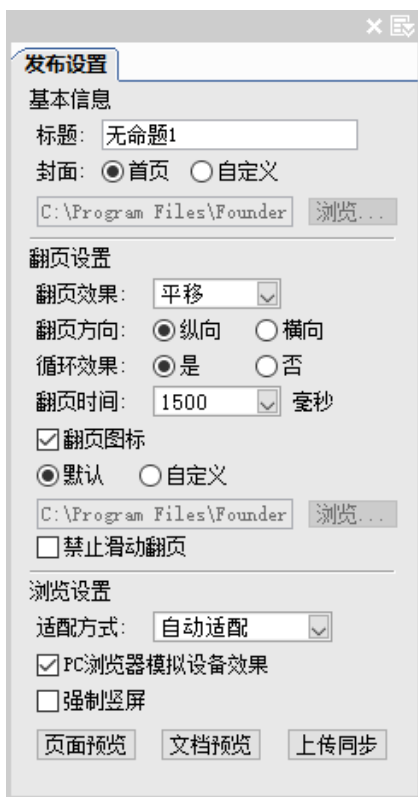 发布设置
基本信息
标题: 无命题1
封面: 首页 自定义
C:\Program Files\Founder 浏览...
翻页设置
翻页效果: 平移
翻页方向: 纵向 横向
循环效果: 是 否
翻页时间: 1500 毫秒
翻页图标
默认 自定义
C:\Program Files\Founder 浏览...
禁止滑动翻页
浏览设置
适配方式: 自动适配
PC浏览器模拟设备效果
强制竖屏
页面预览 文档预览 上传同步